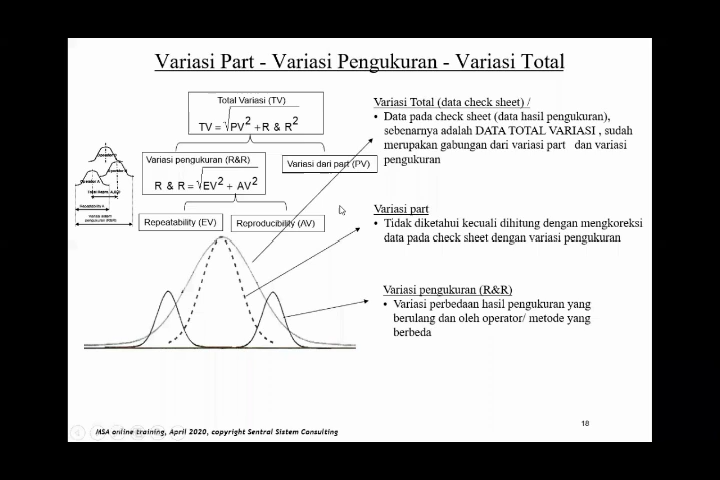 Variasi Part - Variasi Pengukuran - Variasi Total
Total Variasi (TV)
TV = √PV² + R & R²
Variasi pengukuran (R&R)
R & R = √EV² + AV²
Variasi dari part (PV)
Repeatability (EV)
Reproducibility (AV)
Operator B
Operator A
Variasi Total (data check sheet) /
• Data pada check sheet (data hasil pengukuran),
sebenarnya adalah DATA TOTAL VARIASI , sudah
merupakan gabungan dari variasi part dan variasi
pengukuran
Variasi part
• Tidak diketahui kecuali dihitung dengan mengkoreksi
data pada check sheet dengan variasi pengukuran
Variasi pengukuran (R&R)
• Variasi perbedaan hasil pengukuran yang
berulang dan oleh operator/ metode yang
berbeda
18
MSA online training, April 2020, copyright Sentral Sistem Consulting